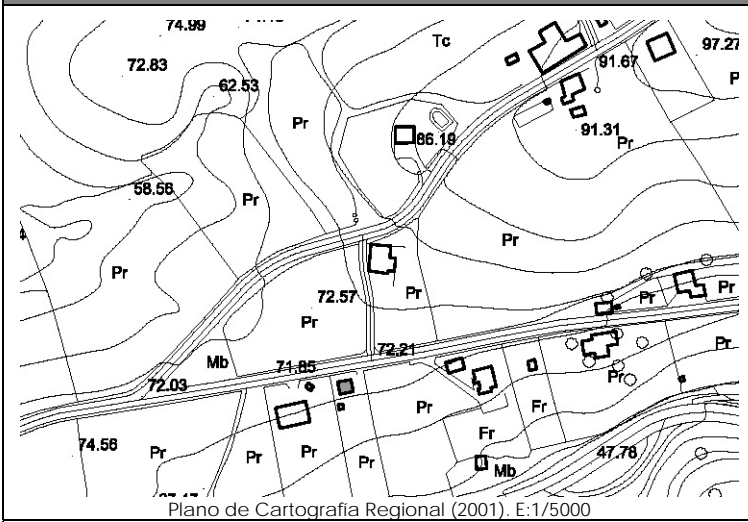 74.99
Tc
97.27
72.83
91.67
62.53
Pr
86.19
91.31
Pr
58.56
Pr
Pr
Pr
72.57
Pr
Pr
Pr
Pr
72.21
Mb
71.85
Pr
72.03
Pr
Pr
Fr
Fr
74.56
Pr
Pr
Pr
Pr
47.78
Mb
Plano de Cartografía Regional (2001). E:1/5000